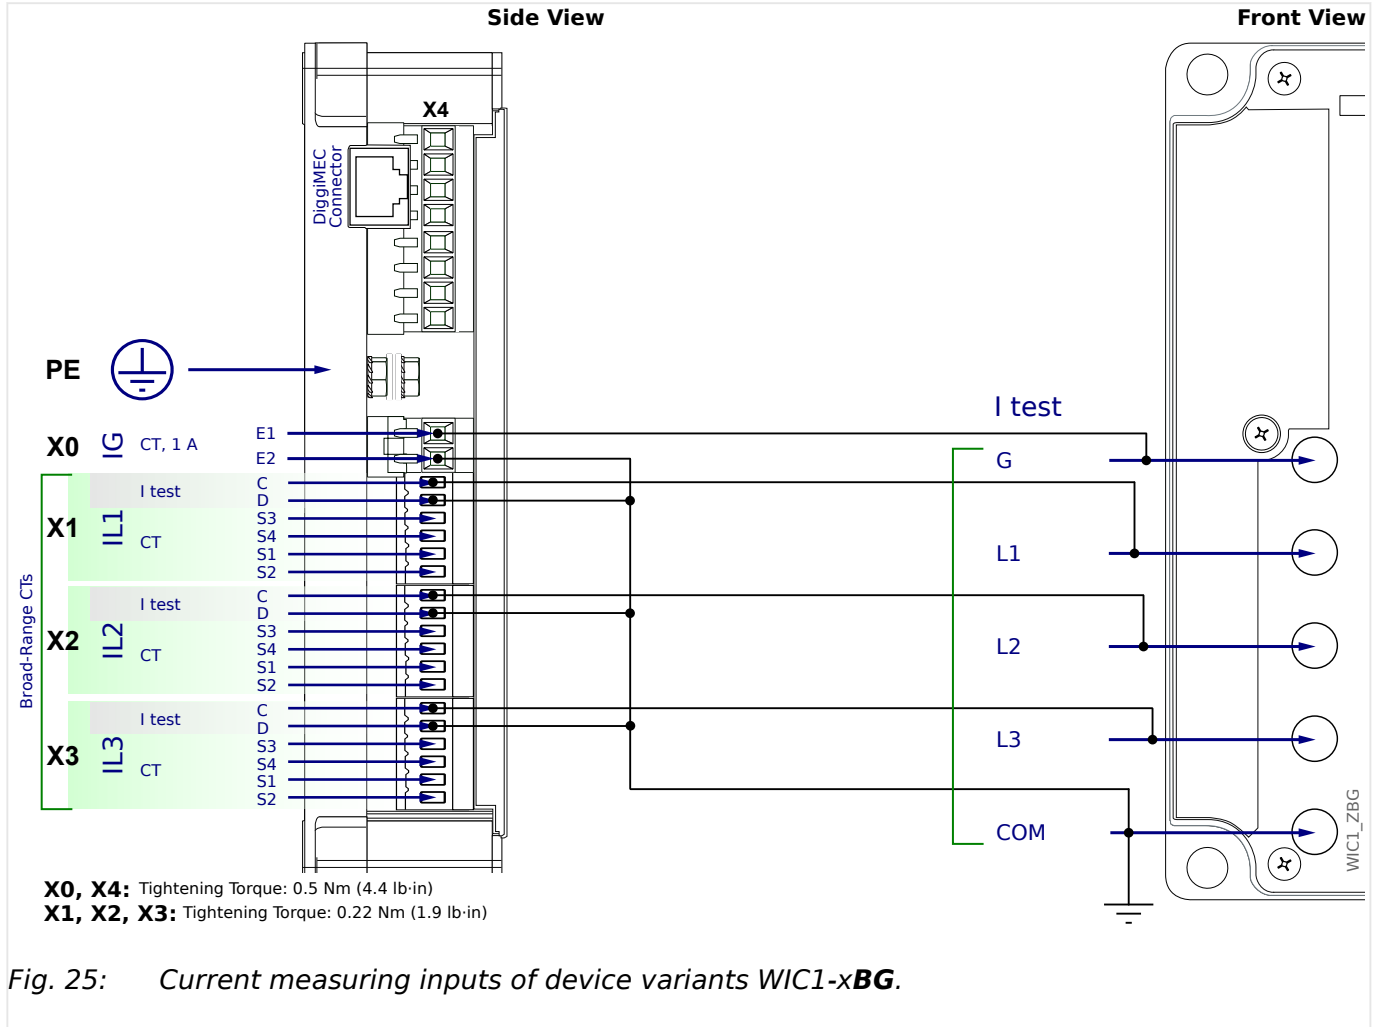 Side View
Front View
X4
DiggiMEC
Connector
PE
I test
X0
IG
CT, 1 A
E1
E2
G
L1
L2
L3
COM
Broad-Range CTs
X1
IL1
I test
CT
C
D
S3
S4
S1
S2
X2
IL2
I test
CT
C
D
S3
S4
S1
S2
X3
IL3
I test
CT
C
D
S3
S4
S1
S2
WIC1_ZBG
X0, X4: Tightening Torque: 0.5 Nm (4.4 lb·in)
X1, X2, X3: Tightening Torque: 0.22 Nm (1.9 lb·in)
Fig. 25: Current measuring inputs of device variants WIC1-xBG.